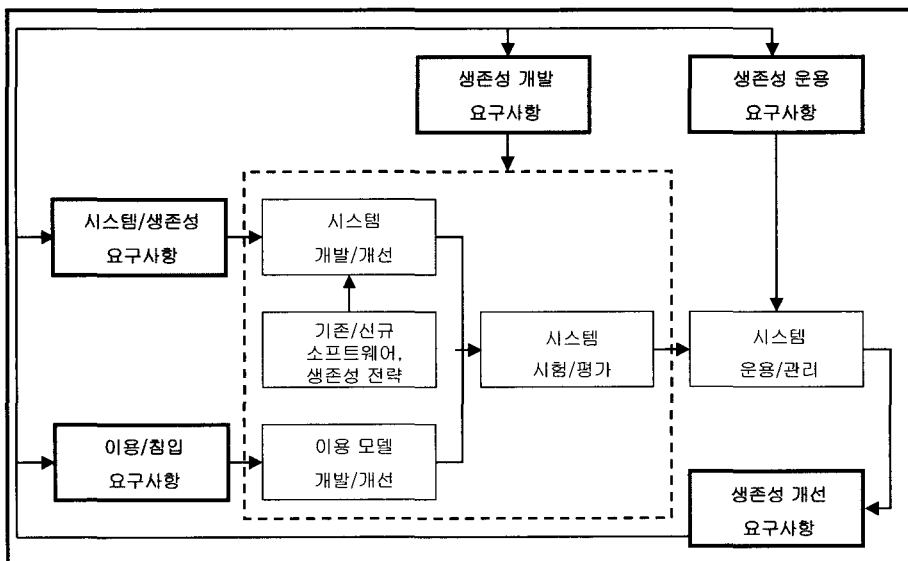 생존성 개발
요구사항
생존성 운용
요구사항
시스템/생존성
요구사항
시스템
개발/개선
기존/신규
소프트웨어,
생존성 전략
시스템
시험/평가
시스템
운용/관리
이용/침입
요구사항
이용 모델
개발/개선
생존성 개선
요구사항